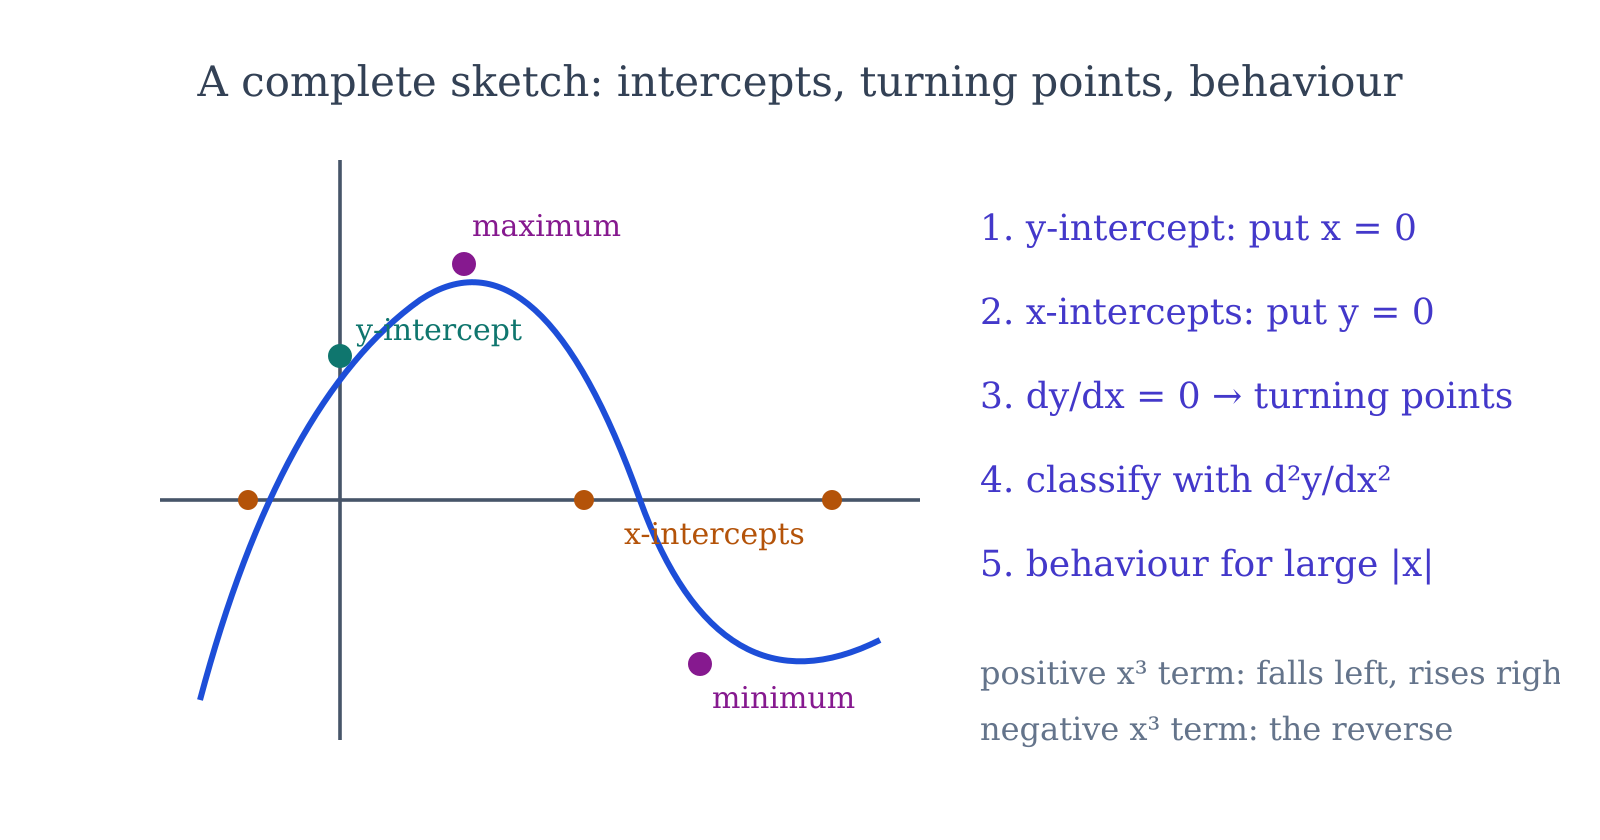 A complete sketch: intercepts, turning points, behaviour
maximum
y-intercept
x-intercepts
minimum
1. y-intercept: put x = 0
2. x-intercepts: put y = 0
3. dy/dx = 0 → turning points
4. classify with d²y/dx²
5. behaviour for large |x|
positive x³ term: falls left, rises righ
negative x³ term: the reverse